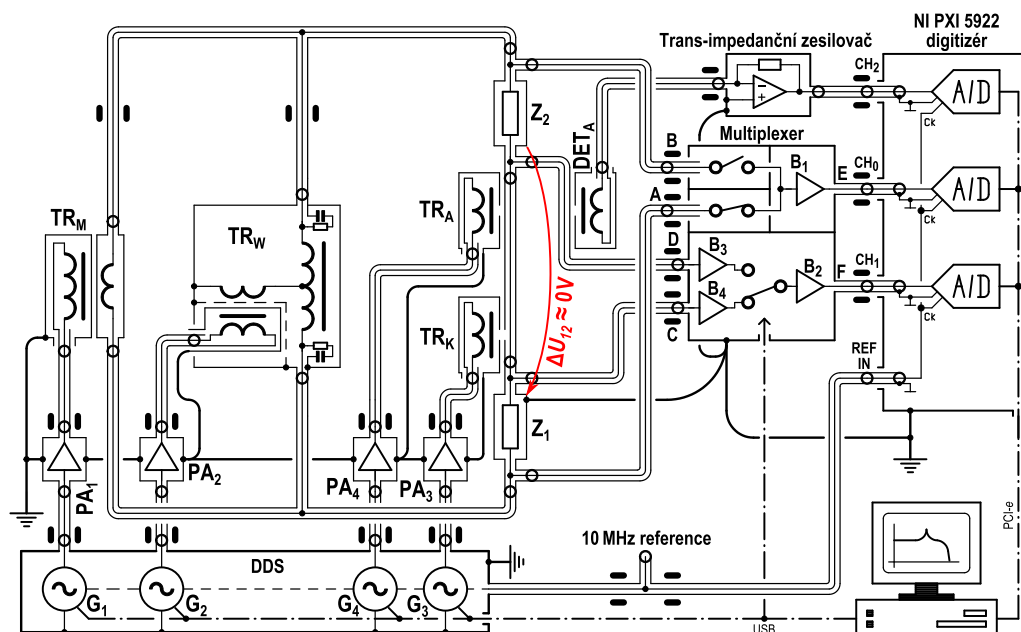 NI PXI 5922
digitizér
Trans-impedanční zesilovač
CH2
A/D
Ck
Z2
DETA
Multiplexer
B
B1
E
CH0
A/D
Ck
A
TRM
TRW
TRA
D
B3
B2
F
CH1
A/D
Ck
B4
C
TRK
ΔU12 ≈ 0V
REF
IN
Z1
PA1
PA2
PA4
PA3
10 MHz reference
PCI-e
DDS
G1
G2
G4
G3
USB